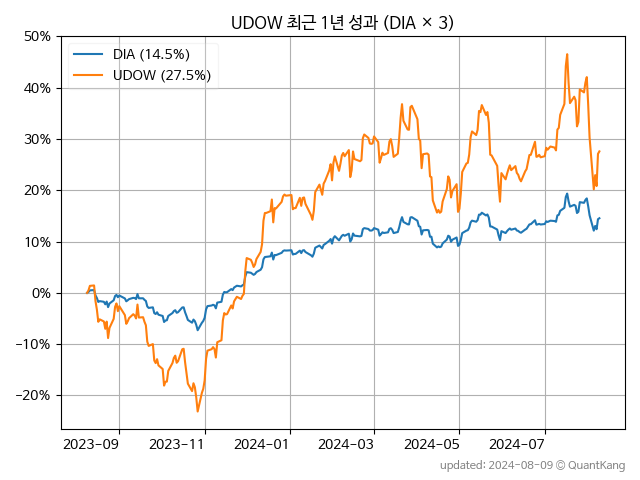 UDOW 최근 1년 성과 (DIA × 3)
DIA (14.5%)
UDOW (27.5%)
50%
40%
30%
20%
10%
0%
−10%
−20%
2023-09 2023-11 2024-01 2024-03 2024-05 2024-07
updated: 2024-08-09 © QuantKang